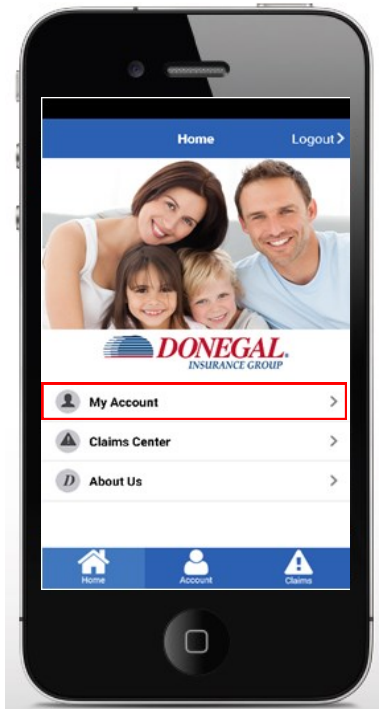 Home
Logout
DONEGAL
INSURANCE GROUP
My Account
Claims Center
D About Us
Home Account Claims